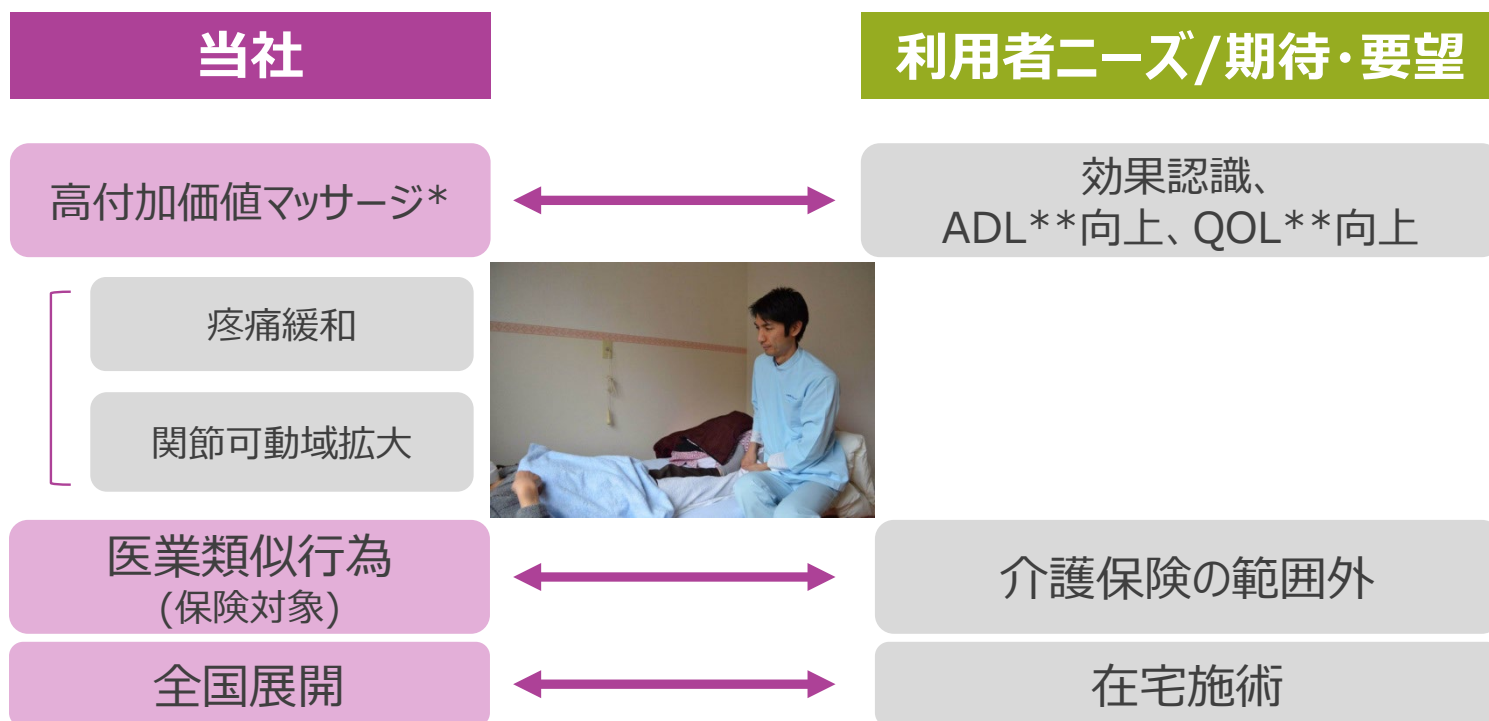 当社
利用者ニーズ/期待・要望
高付加価値マッサージ*
効果認識、
ADL**向上、QOL**向上
疼痛緩和
関節可動域拡大
医業類似行為
(保険対象)
介護保険の範囲外
全国展開
在宅施術